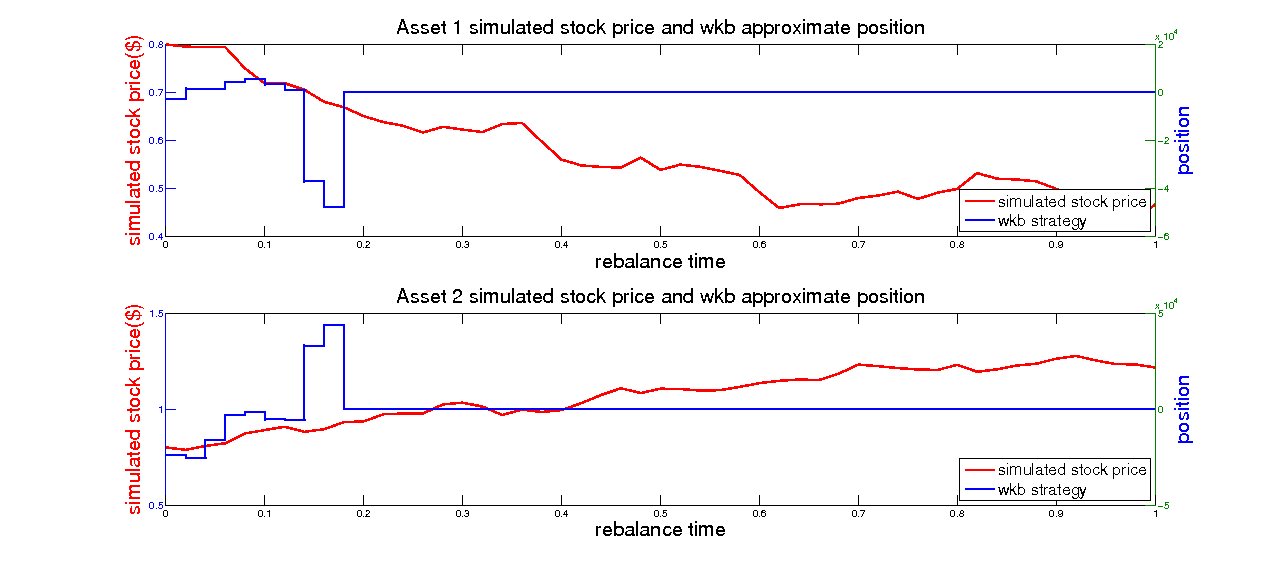 Asset 1 simulated stock price and wkb approximate position
x 10^4
simulated stock price($)
0.8
0.7
0.6
0.5
0.4
2
0
−2
−4
−6
position
simulated stock price
wkb strategy
0 0.1 0.2 0.3 0.4 0.5 0.6 0.7 0.8 0.9 1
rebalance time
Asset 2 simulated stock price and wkb approximate position
x 10^4
simulated stock price($)
1.5
1
0.5
5
0
−5
position
simulated stock price
wkb strategy
0 0.1 0.2 0.3 0.4 0.5 0.6 0.7 0.8 0.9 1
rebalance time